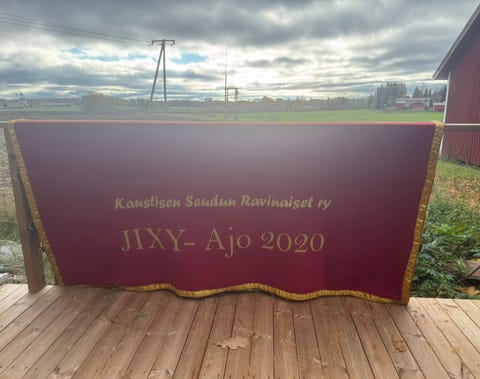 Kaustisen Seudun Ravinaiset ry
JIXY- Ajo 2020